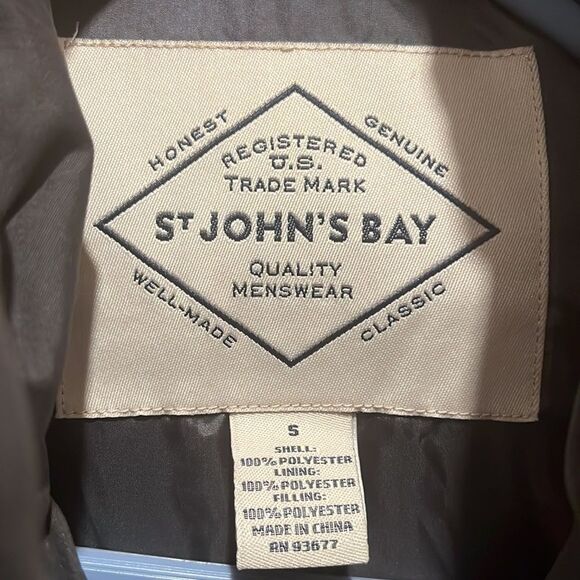 HONEST
GENUINE
REGISTERED
U.S.
TRADE MARK
ST JOHN'S BAY
QUALITY
MENSWEAR
WELL-MADE
CLASSIC
S
SHELL:
100% POLYESTER
LINING:
100% POLYESTER
FILLING:
100% POLYESTER
MADE IN CHINA
RN 93677